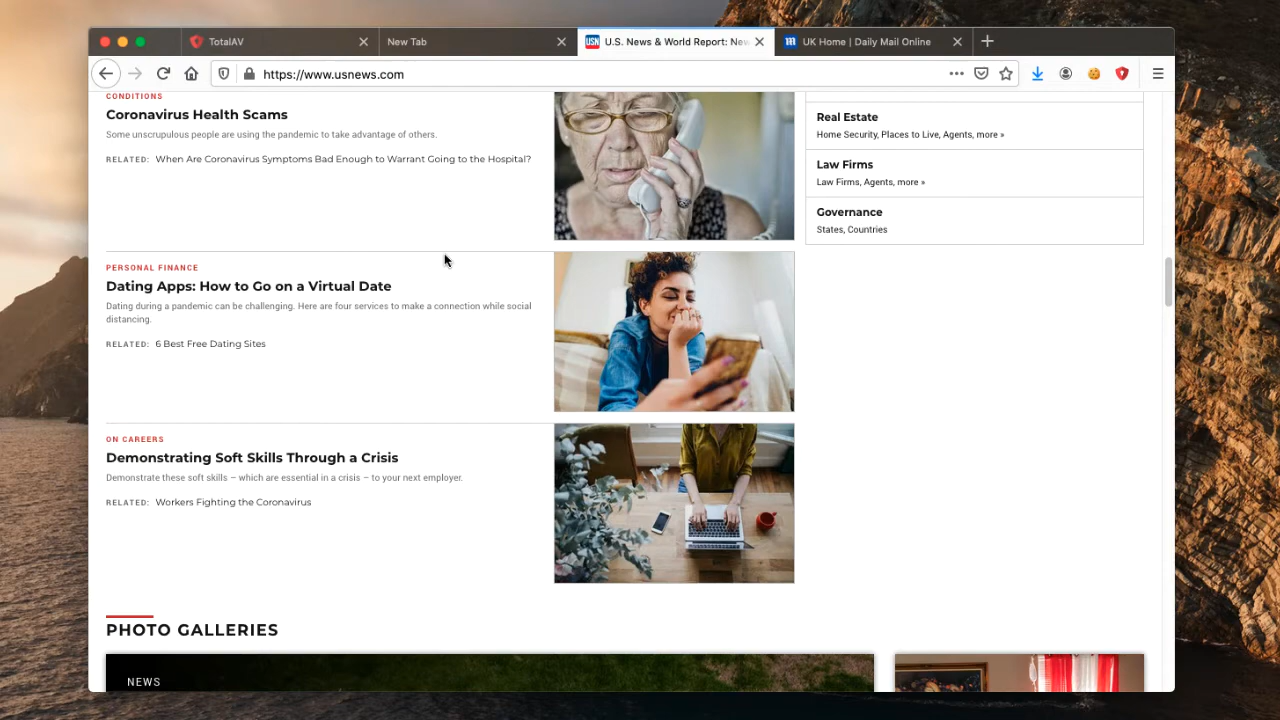 TotalAV
New Tab
USN
U.S. News & World Report: New
UK Home | Daily Mail Online
https://www.usnews.com
CONDITIONS
Coronavirus Health Scams
Some unscrupulous people are using the pandemic to take advantage of others.
RELATED: When Are Coronavirus Symptoms Bad Enough to Warrant Going to the Hospital?
Real Estate
Home Security, Places to Live, Agents, more »
Law Firms
Law Firms, Agents, more »
Governance
States, Countries
PERSONAL FINANCE
Dating Apps: How to Go on a Virtual Date
Dating during a pandemic can be challenging. Here are four services to make a connection while social
distancing.
RELATED: 6 Best Free Dating Sites
ON CAREERS
Demonstrating Soft Skills Through a Crisis
Demonstrate these soft skills – which are essential in a crisis – to your next employer.
RELATED: Workers Fighting the Coronavirus
PHOTO GALLERIES
NEWS